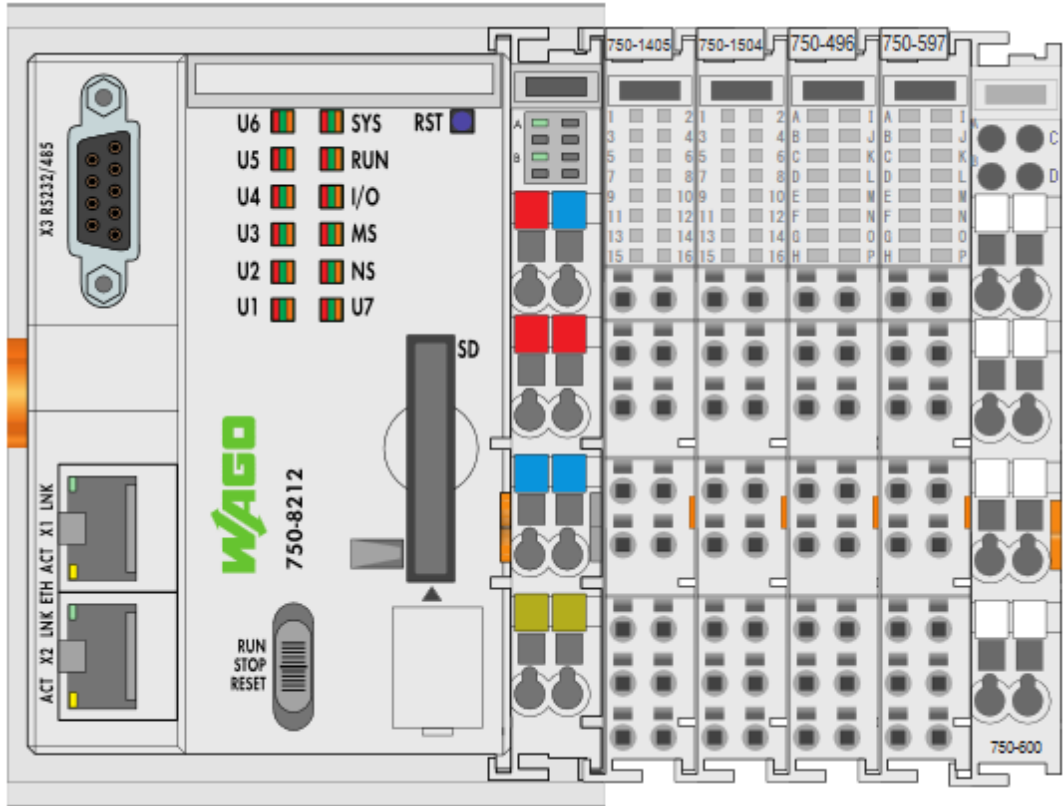 750-1405 750-1504 750-496 750-597
X3 RS232/485
U6 SYS RST
U5 RUN
U4 I/O
U3 MS
U2 NS
U1 U7
SD
WAGO
750-8212
ACT X1 LNK
ETH
ACT X2 LNK
RUN
STOP
RESET
A
B
1 2
3 4
5 6
7 8
9 10
11 12
13 14
15 16
1 2
3 4
5 6
7 8
9 10
11 12
13 14
15 16
A I
B J
C K
D L
E M
F N
G O
H P
A I
B J
C K
D L
E M
F N
G O
H P
A C
B D
750-600